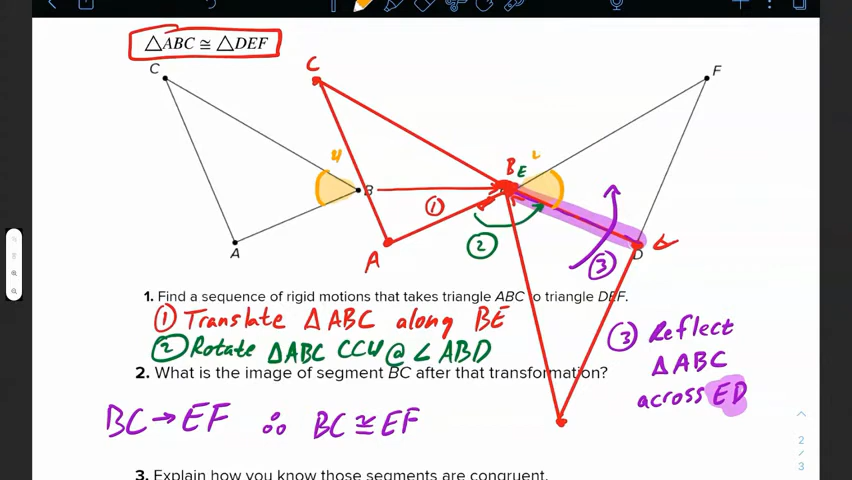 △ABC ≅ △DEF
C
C
F
B
E
B
①
②
③
A
A
D
1. Find a sequence of rigid motions that takes triangle ABC to triangle DEF.
① Translate △ABC along BE
② Rotate △ABC CCW @ ∠ABD
③ Reflect
△ABC
across ED
2. What is the image of segment BC after that transformation?
BC → EF ∴ BC ≅ EF
3. Explain how you know those segments are congruent.
2
/
3